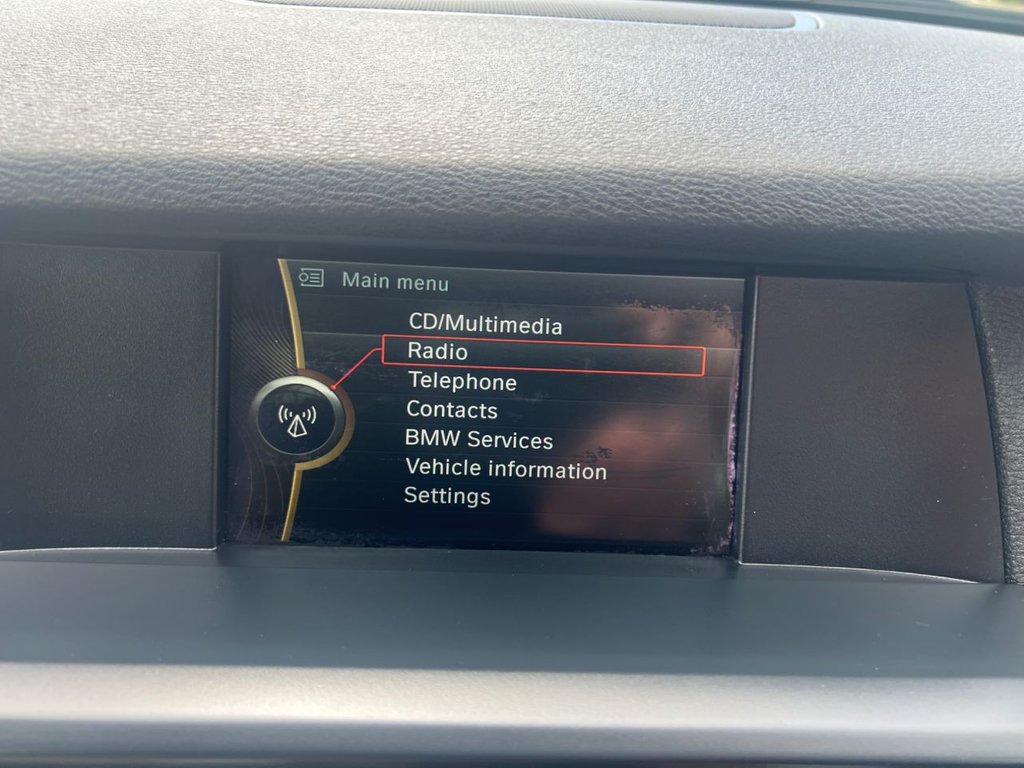 Main menu
CD/Multimedia
Radio
Telephone
Contacts
BMW Services
Vehicle information
Settings